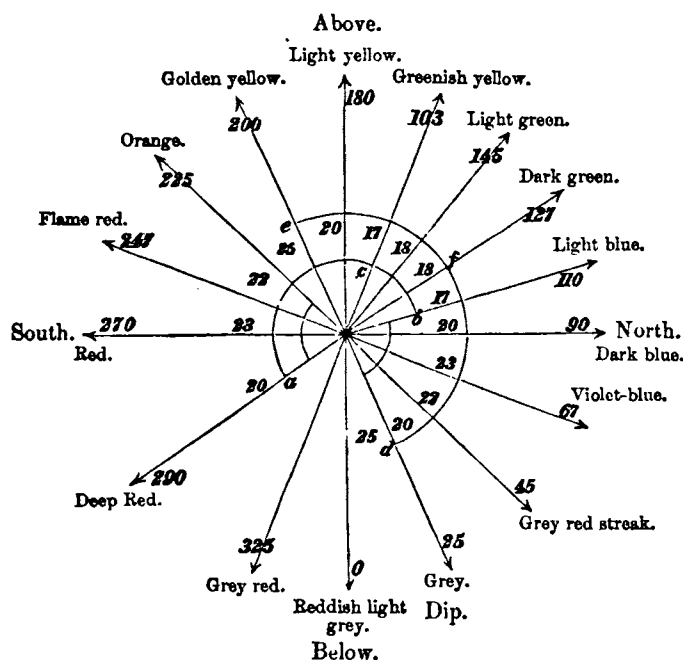 Above.
Light yellow.
Golden yellow.
Greenish yellow.
180
200
103
Light green.
Orange.
145
225
Dark green.
127
Flame red.
247
e
20
17
25
18
f
Light blue.
c
18
110
22
17
b
South.
270
23
20
90
North.
Red.
Dark blue.
23
20
a
22
Violet-blue.
67
25
20
d
290
45
Deep Red.
Grey red streak.
325
25
0
Grey red.
Grey.
Reddish light
grey.
Dip.
Below.